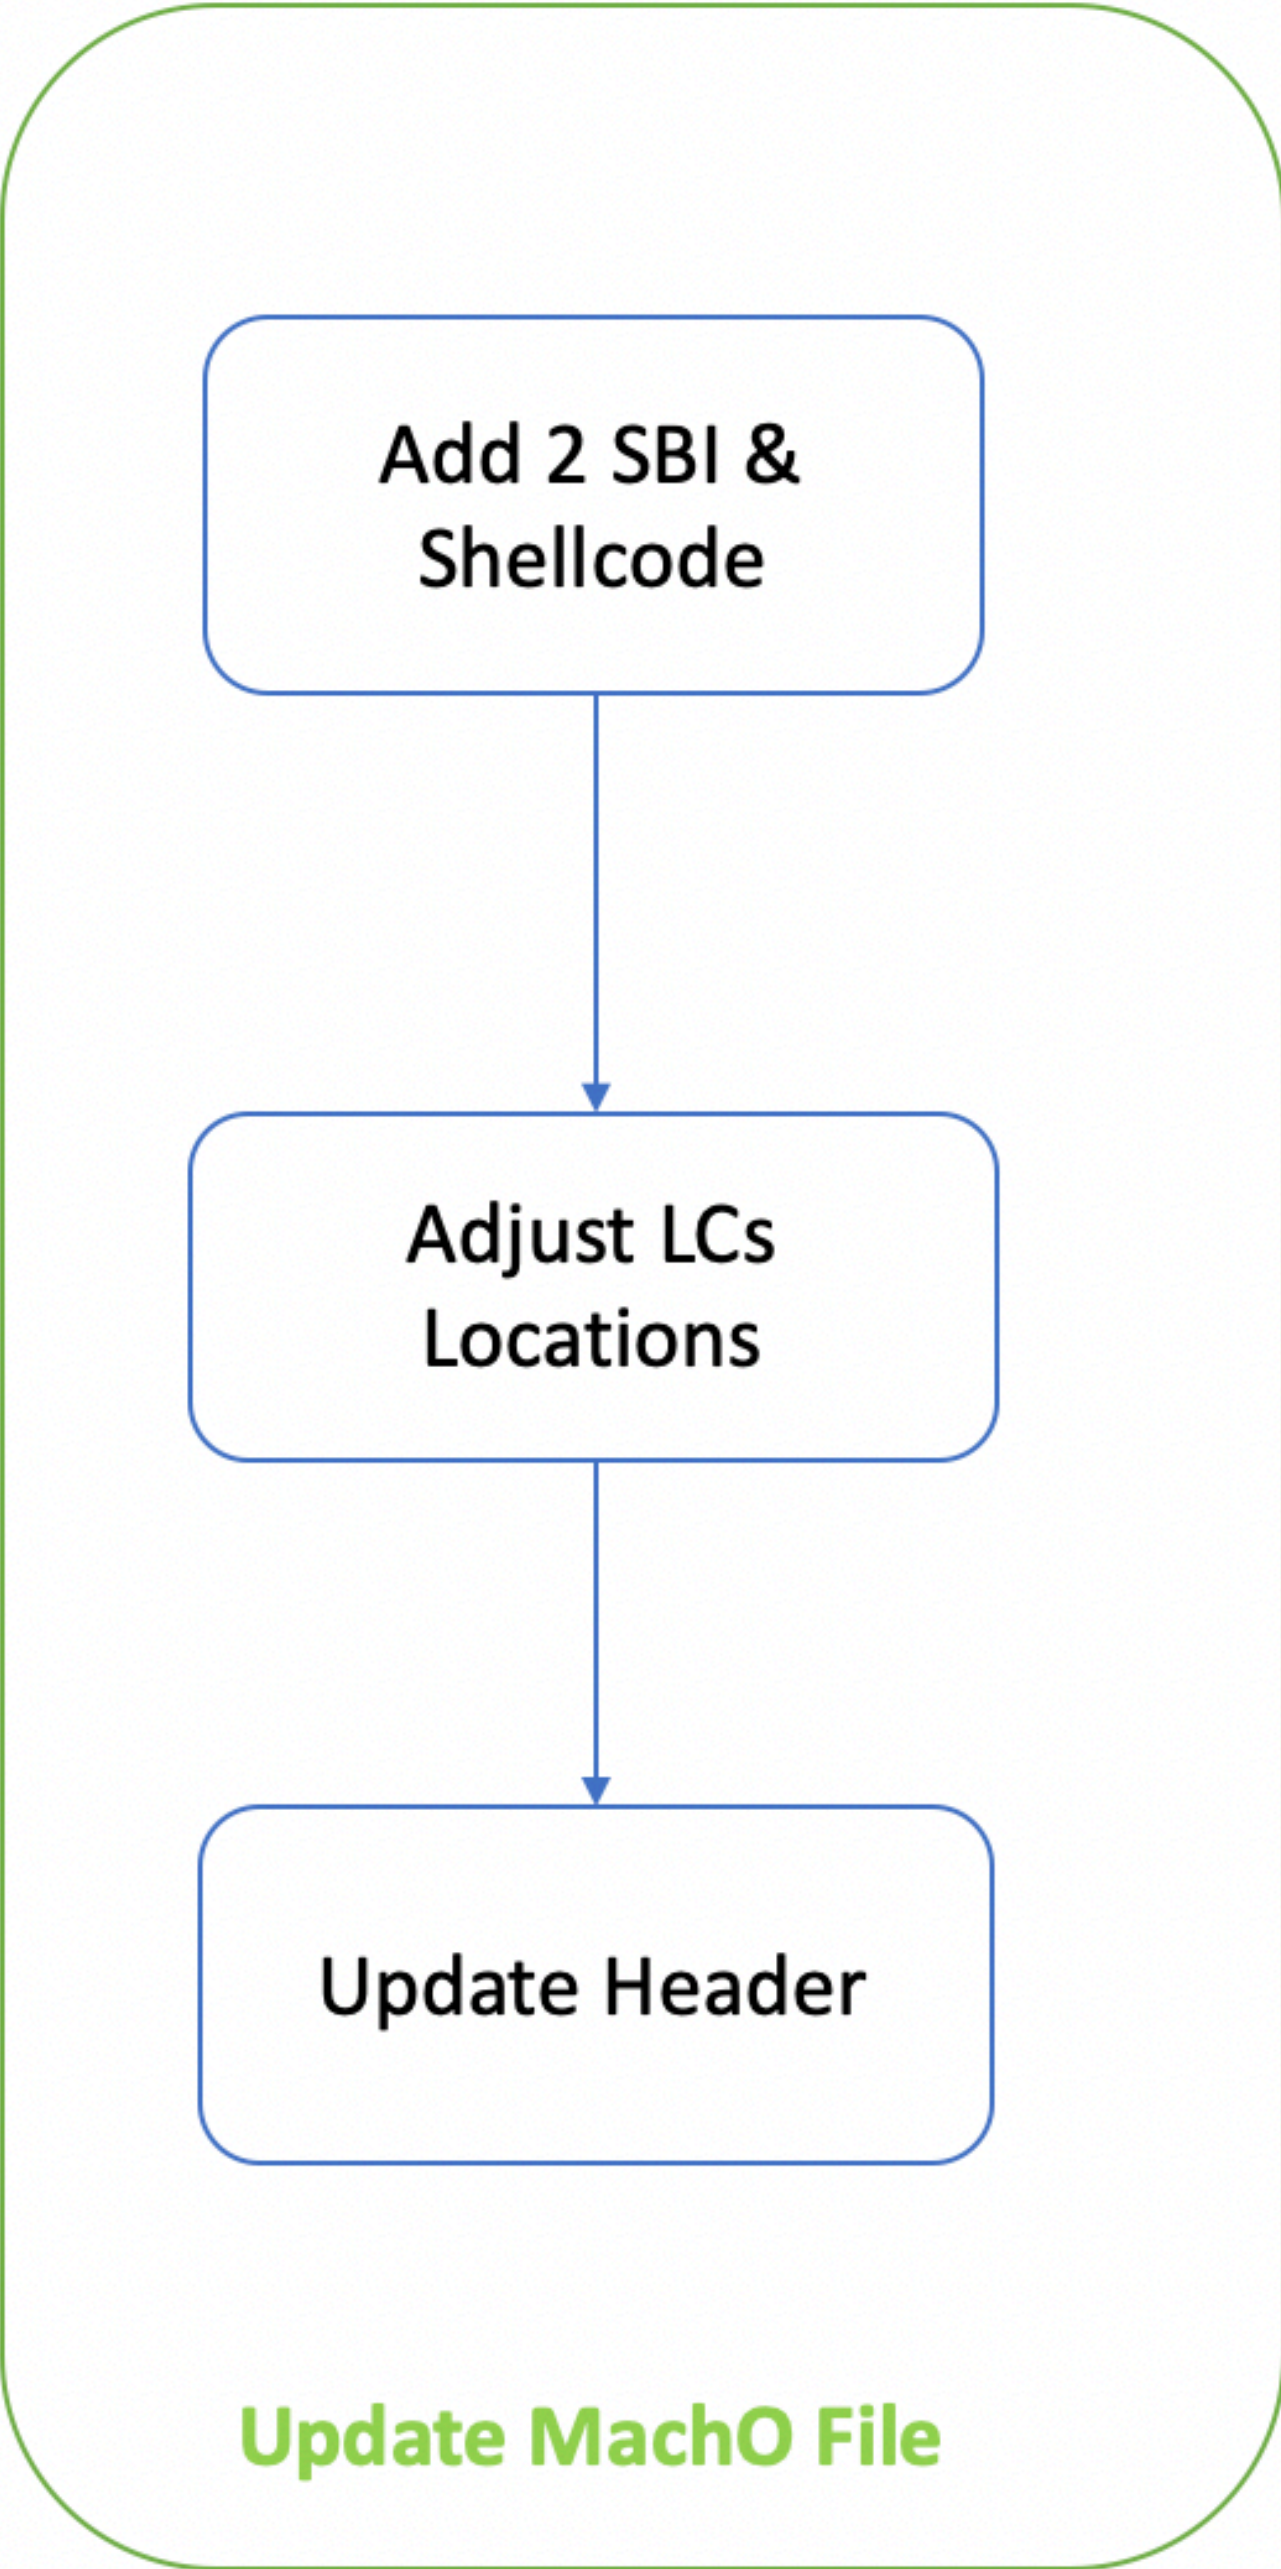 Add 2 SBI &
Shellcode
Adjust LCs
Locations
Update Header
Update MachO File